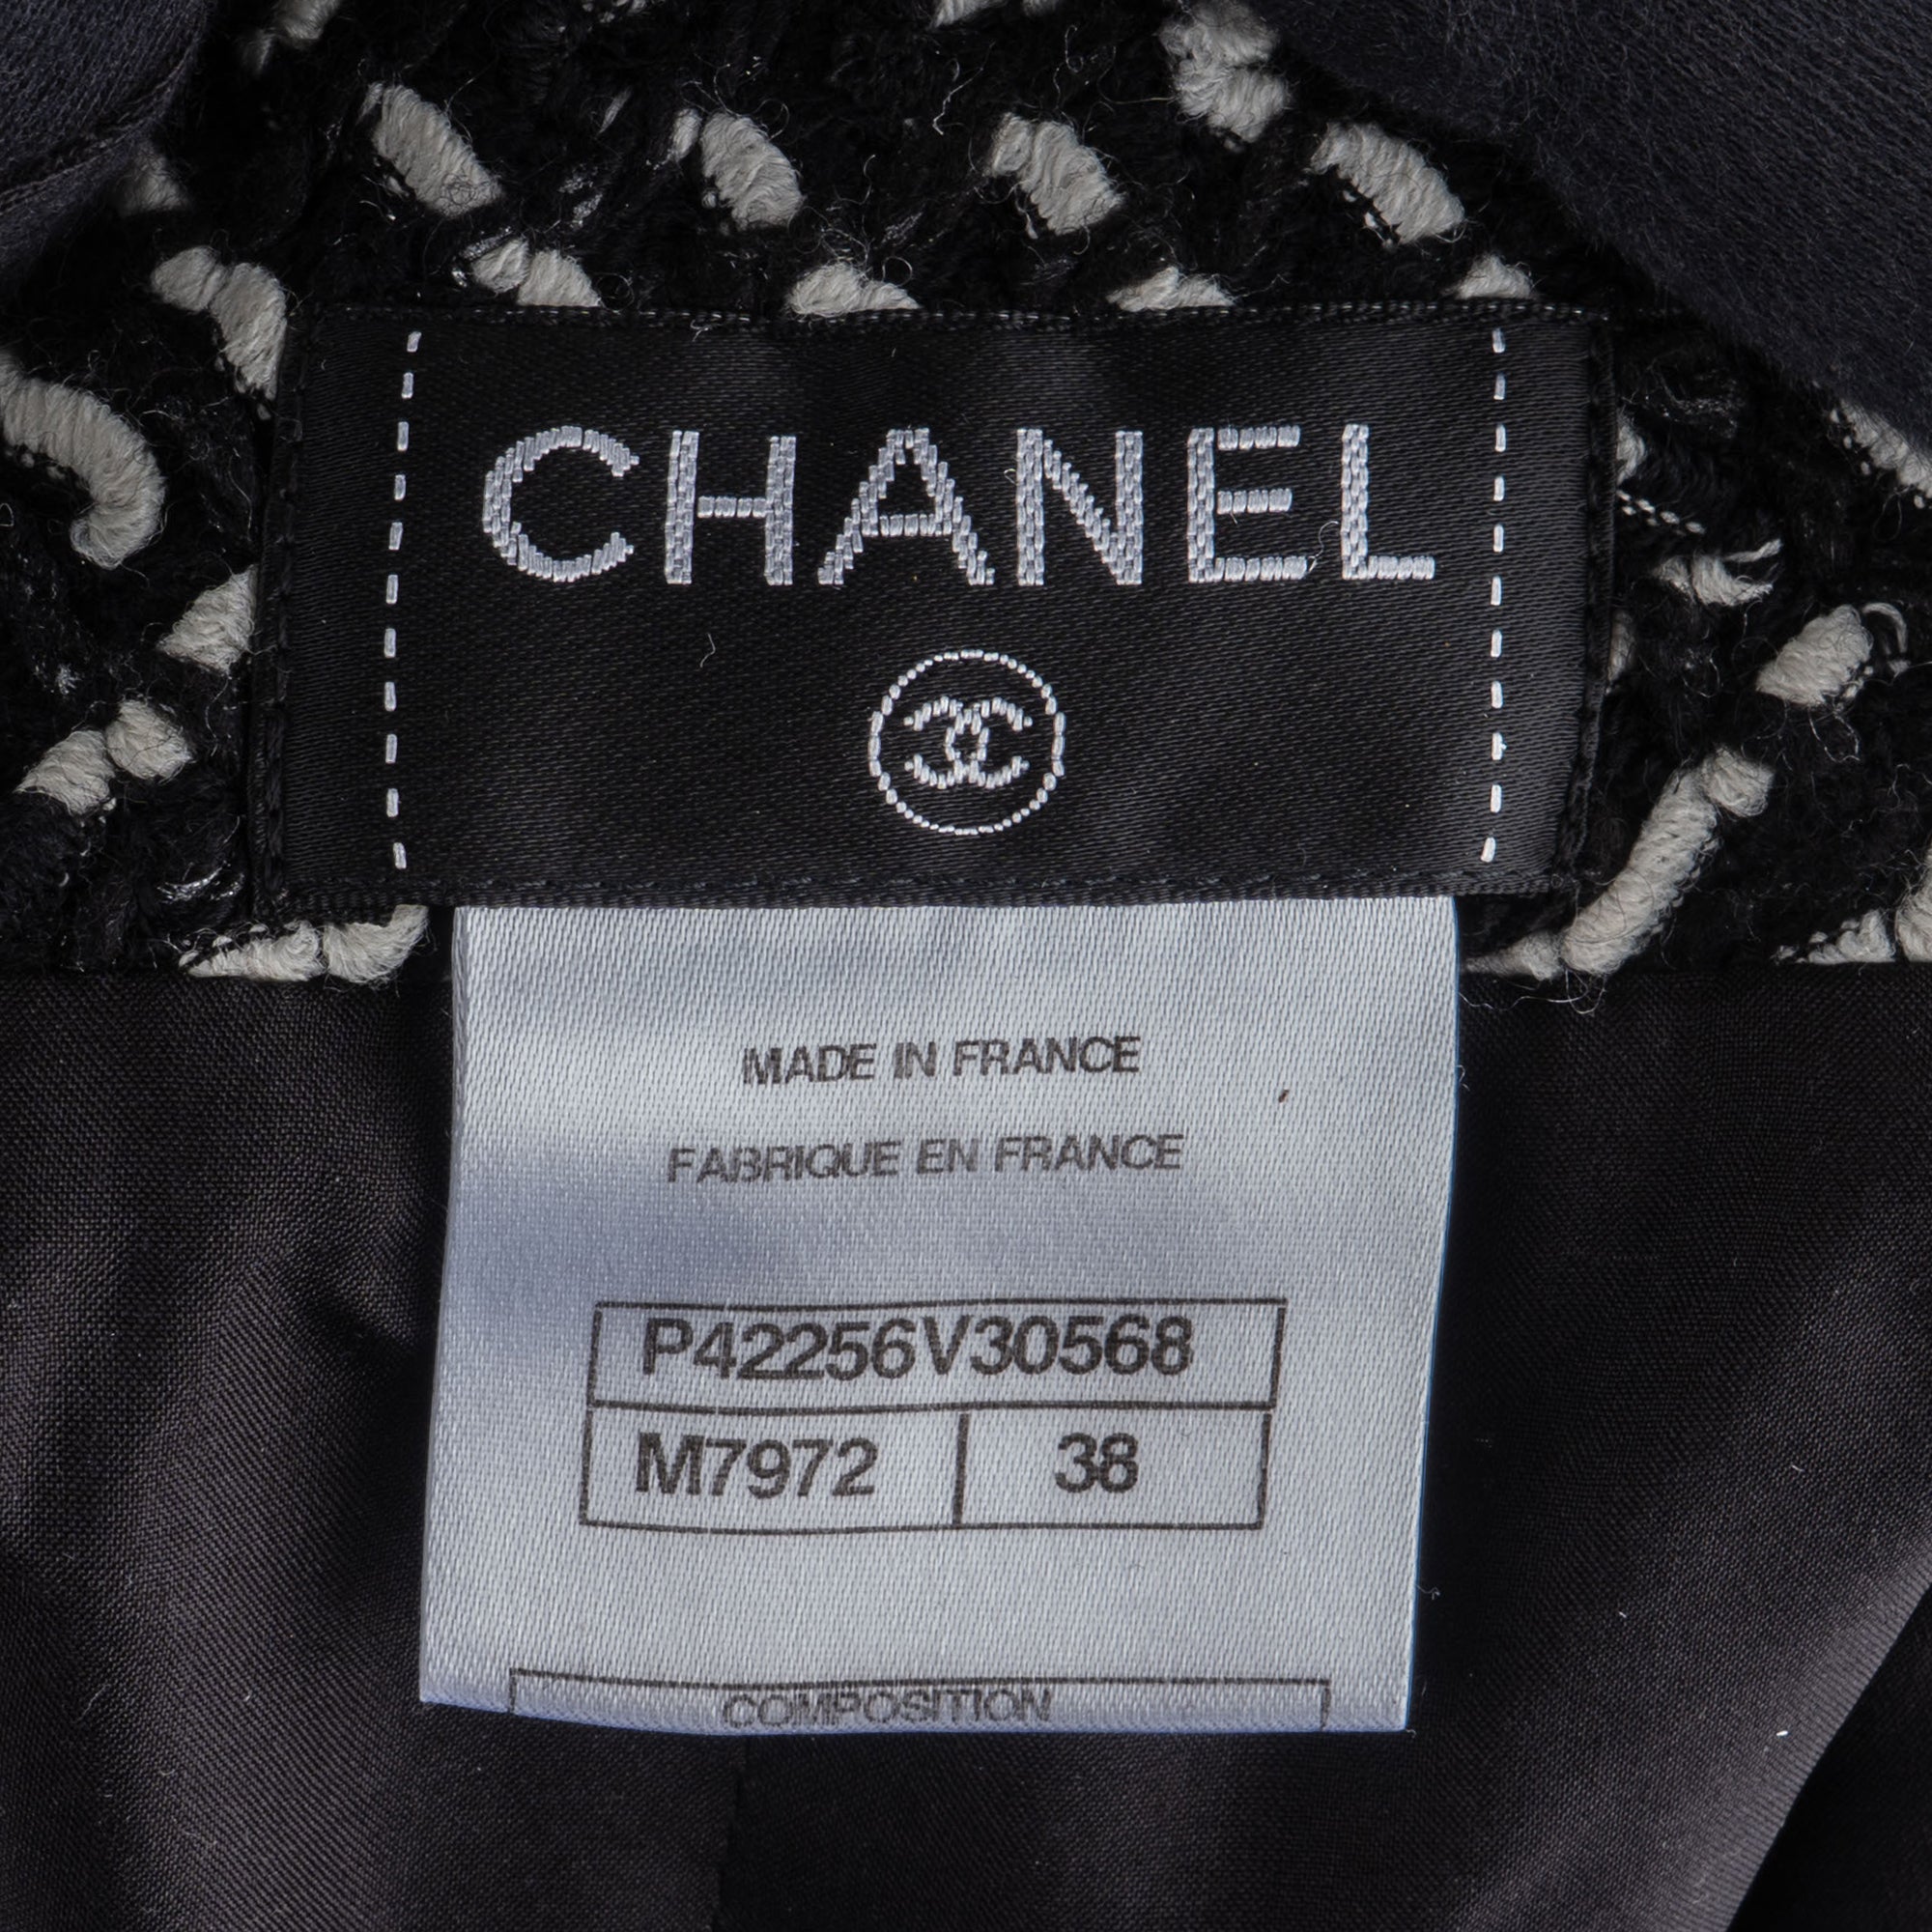 CHANEL
MADE IN FRANCE
FABRIQUE EN FRANCE
P42256V30568
M7972 38
COMPOSITION